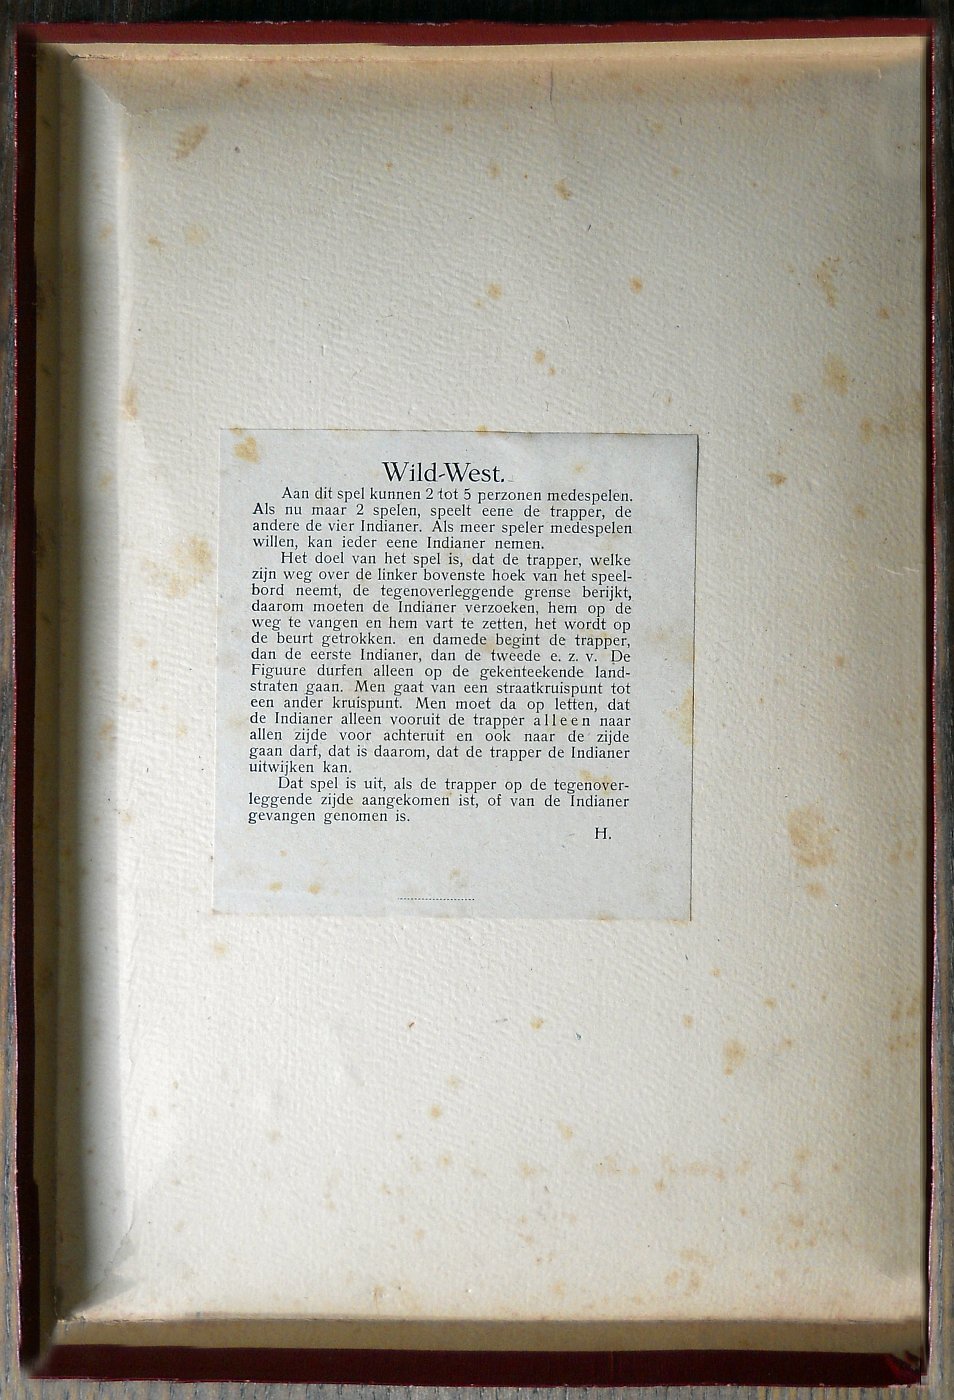 Wild-West.
Aan dit spel kunnen 2 tot 5 perzonen medespelen.
Als nu maar 2 spelen, speelt eene de trapper, de
andere de vier Indianer. Als meer speler medespelen
willen, kan ieder eene Indianer nemen.
Het doel van het spel is, dat de trapper, welke
zijn weg over de linker bovenste hoek van het speel-
bord neemt, de tegenoverleggende grense berijkt,
daarom moeten de Indianer verzoeken, hem op de
weg te vangen en hem vart te zetten, het wordt op
de beurt getrokken. en damede begint de trapper,
dan de eerste Indianer, dan de tweede e. z. v. De
Figuure durfen alleen op de gekenteekende land-
straten gaan. Men gaat van een straatkruispunt tot
een ander kruispunt. Men moet da op letten, dat
de Indianer alleen vooruit de trapper alleen naar
allen zijde voor achteruit en ook naar de zijde
gaan darf, dat is daarom, dat de trapper de Indianer
uitwijken kan.
Dat spel is uit, als de trapper op de tegenover-
leggende zijde aangekomen ist, of van de Indianer
gevangen genomen is.
H.